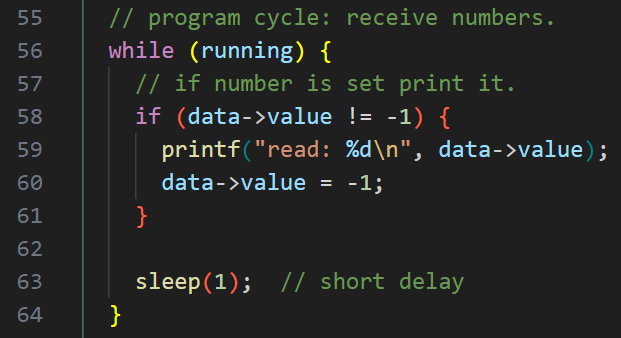 55 // program cycle: receive numbers.
56 while (running) {
57 // if number is set print it.
58 if (data->value != -1) {
59 printf("read: %d\n", data->value);
60 data->value = -1;
61 }
62
63 sleep(1);  // short delay
64 }